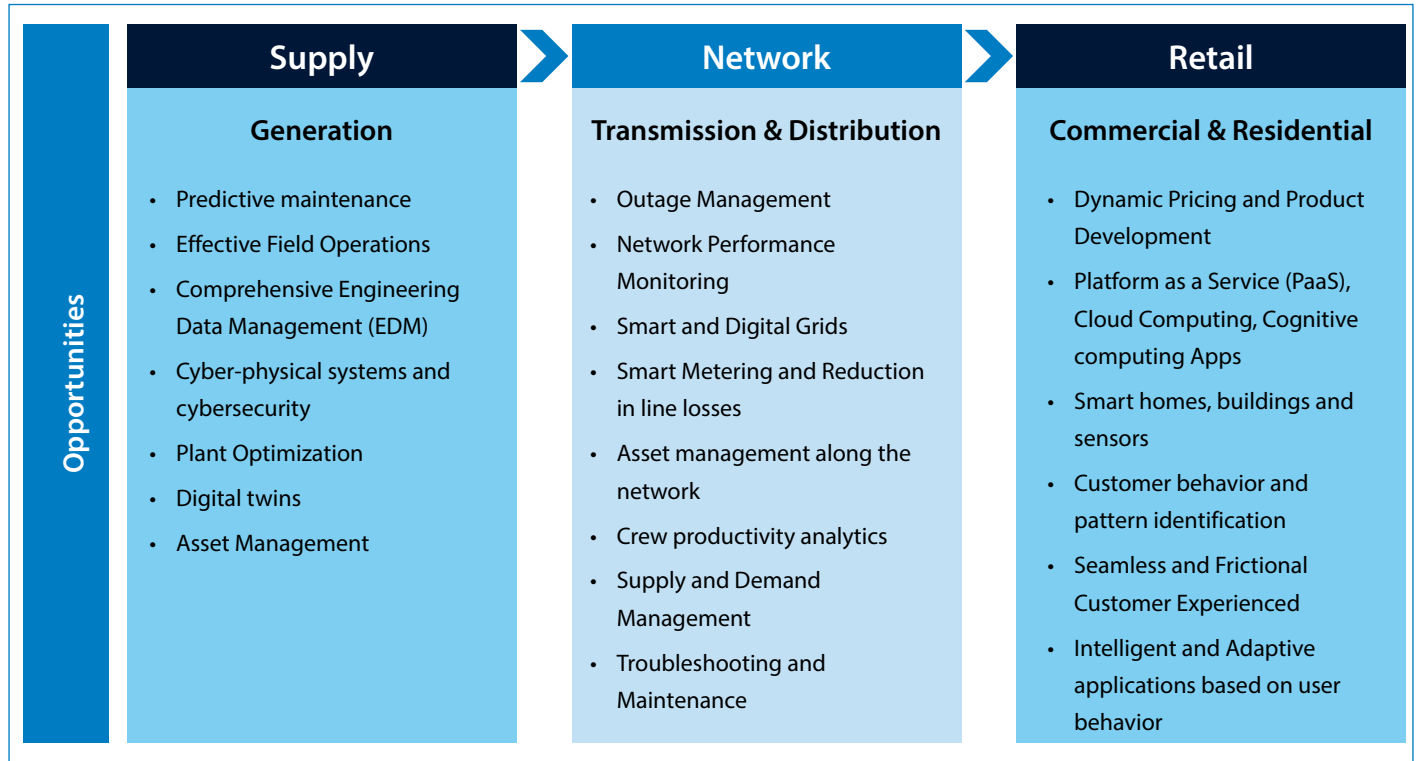 Opportunities
Supply
Generation
• Predictive maintenance
• Effective Field Operations
• Comprehensive Engineering
Data Management (EDM)
• Cyber-physical systems and
cybersecurity
• Plant Optimization
• Digital twins
• Asset Management
Network
Transmission & Distribution
• Outage Management
• Network Performance
Monitoring
• Smart and Digital Grids
• Smart Metering and Reduction
in line losses
• Asset management along the
network
• Crew productivity analytics
• Supply and Demand
Management
• Troubleshooting and
Maintenance
Retail
Commercial & Residential
• Dynamic Pricing and Product
Development
• Platform as a Service (PaaS),
Cloud Computing, Cognitive
computing Apps
• Smart homes, buildings and
sensors
• Customer behavior and
pattern identification
• Seamless and Frictional
Customer Experienced
• Intelligent and Adaptive
applications based on user
behavior